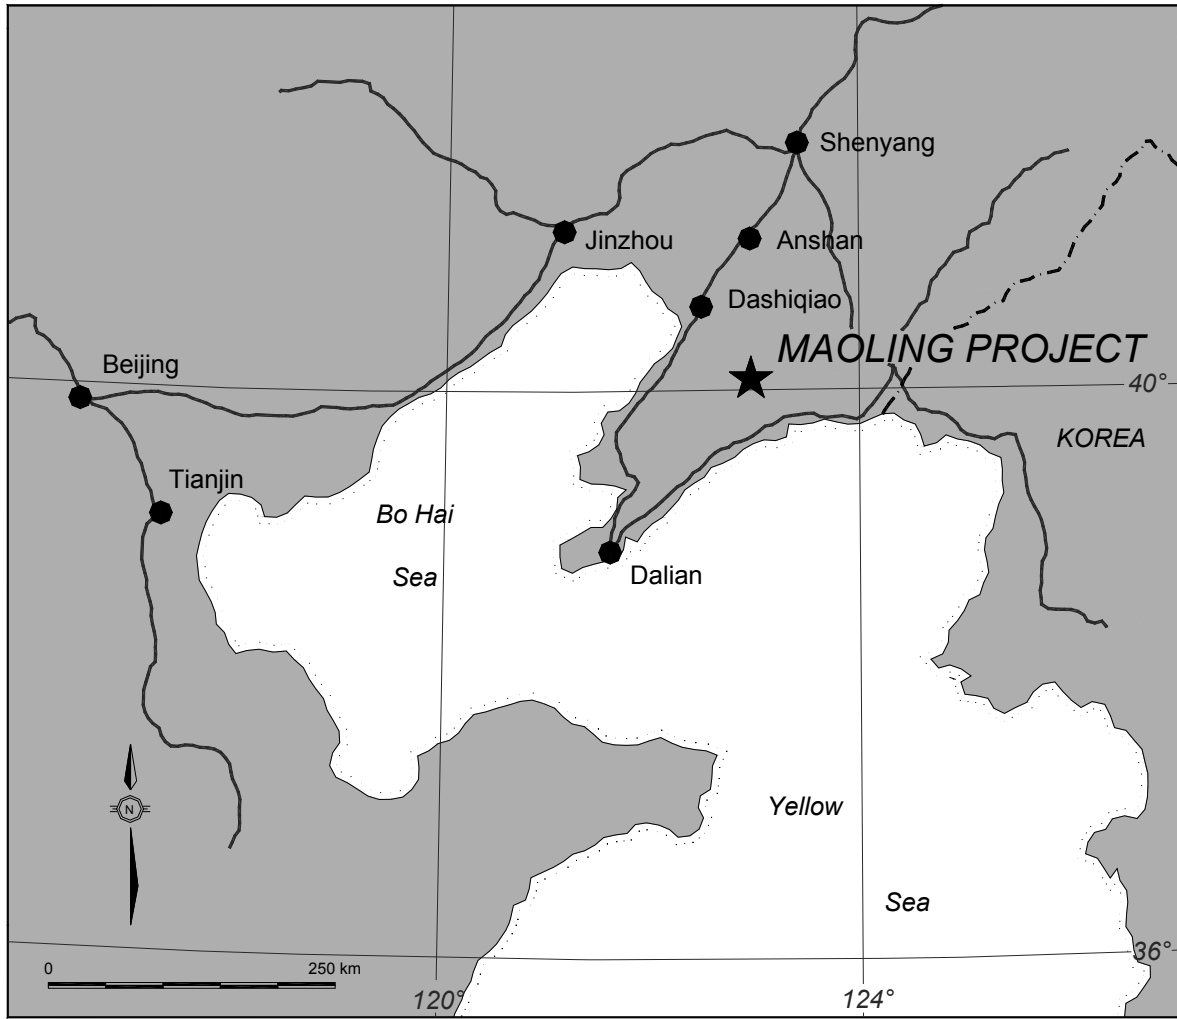 Shenyang
Jinzhou
Anshan
Dashiqiao
MAOLING PROJECT
Beijing
40°
KOREA
Tianjin
Bo Hai
Sea
Dalian
Yellow
N
Sea
36°
0
250 km
120°
124°